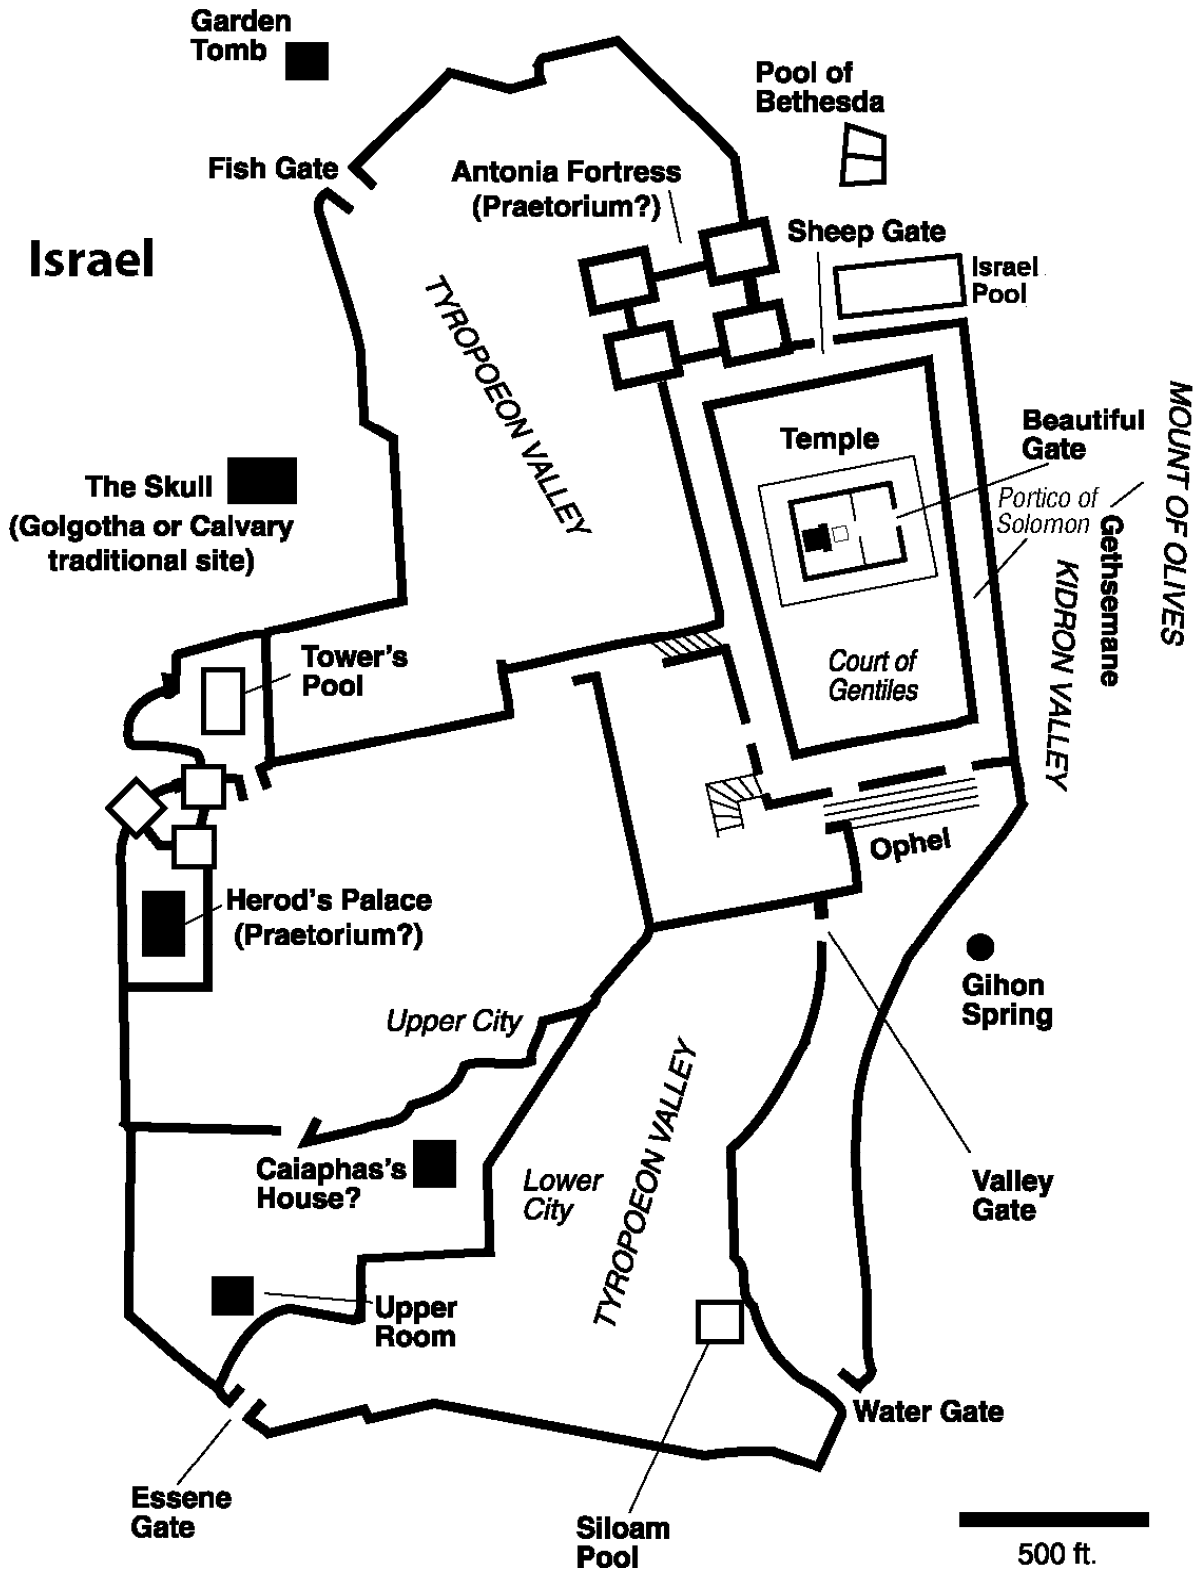 Garden
Tomb
Pool of
Bethesda
Fish Gate
Antonia Fortress
(Praetorium?)
Sheep Gate
Israel
Israel
Pool
TYROPOEON VALLEY
MOUNT OF OLIVES
Beautiful
Gate
Temple
The Skull
(Golgotha or Calvary
traditional site)
Portico of
Solomon
Gethsemane
KIDRON VALLEY
Tower's
Pool
Court of
Gentiles
Ophel
Herod's Palace
(Praetorium?)
Gihon
Spring
Upper City
TYROPOEON VALLEY
Caiaphas's
House?
Lower
City
Valley
Gate
Upper
Room
Water Gate
Essene
Gate
Siloam
Pool
500 ft.